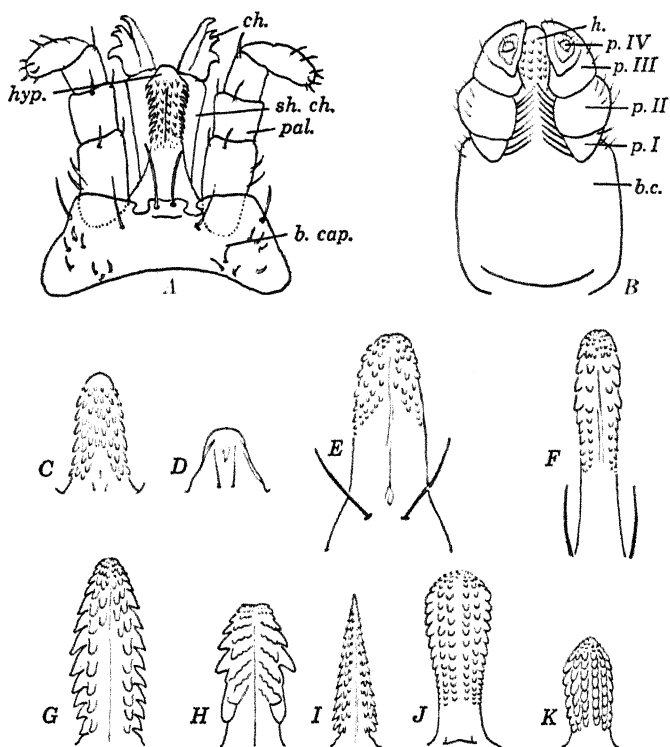 ch.
hyp.
sh. ch.
pal.
b. cap.
A
h.
p. IV
p. III
p. II
p. I
b.c.
B
C
D
E
F
G
H
I
J
K